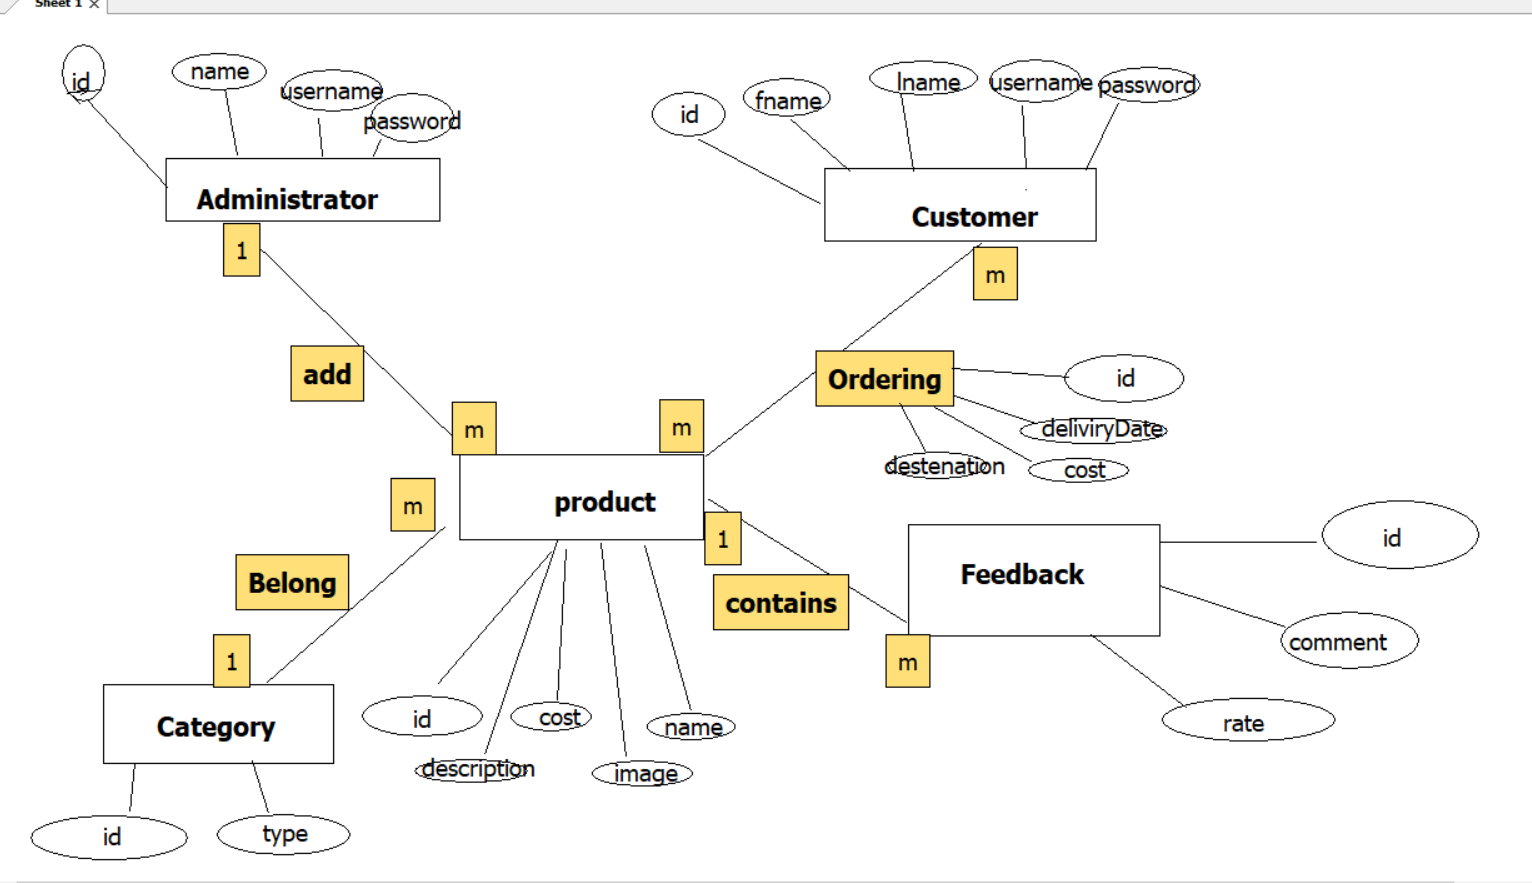 Sheet 1
id
name
username
password
Administrator
1
id
fname
lname
username
password
Customer
m
add
m
m
Ordering
id
deliviryDate
destenation
cost
product
m
1
Belong
contains
Feedback
id
comment
rate
m
1
Category
id
type
id
description
cost
image
name